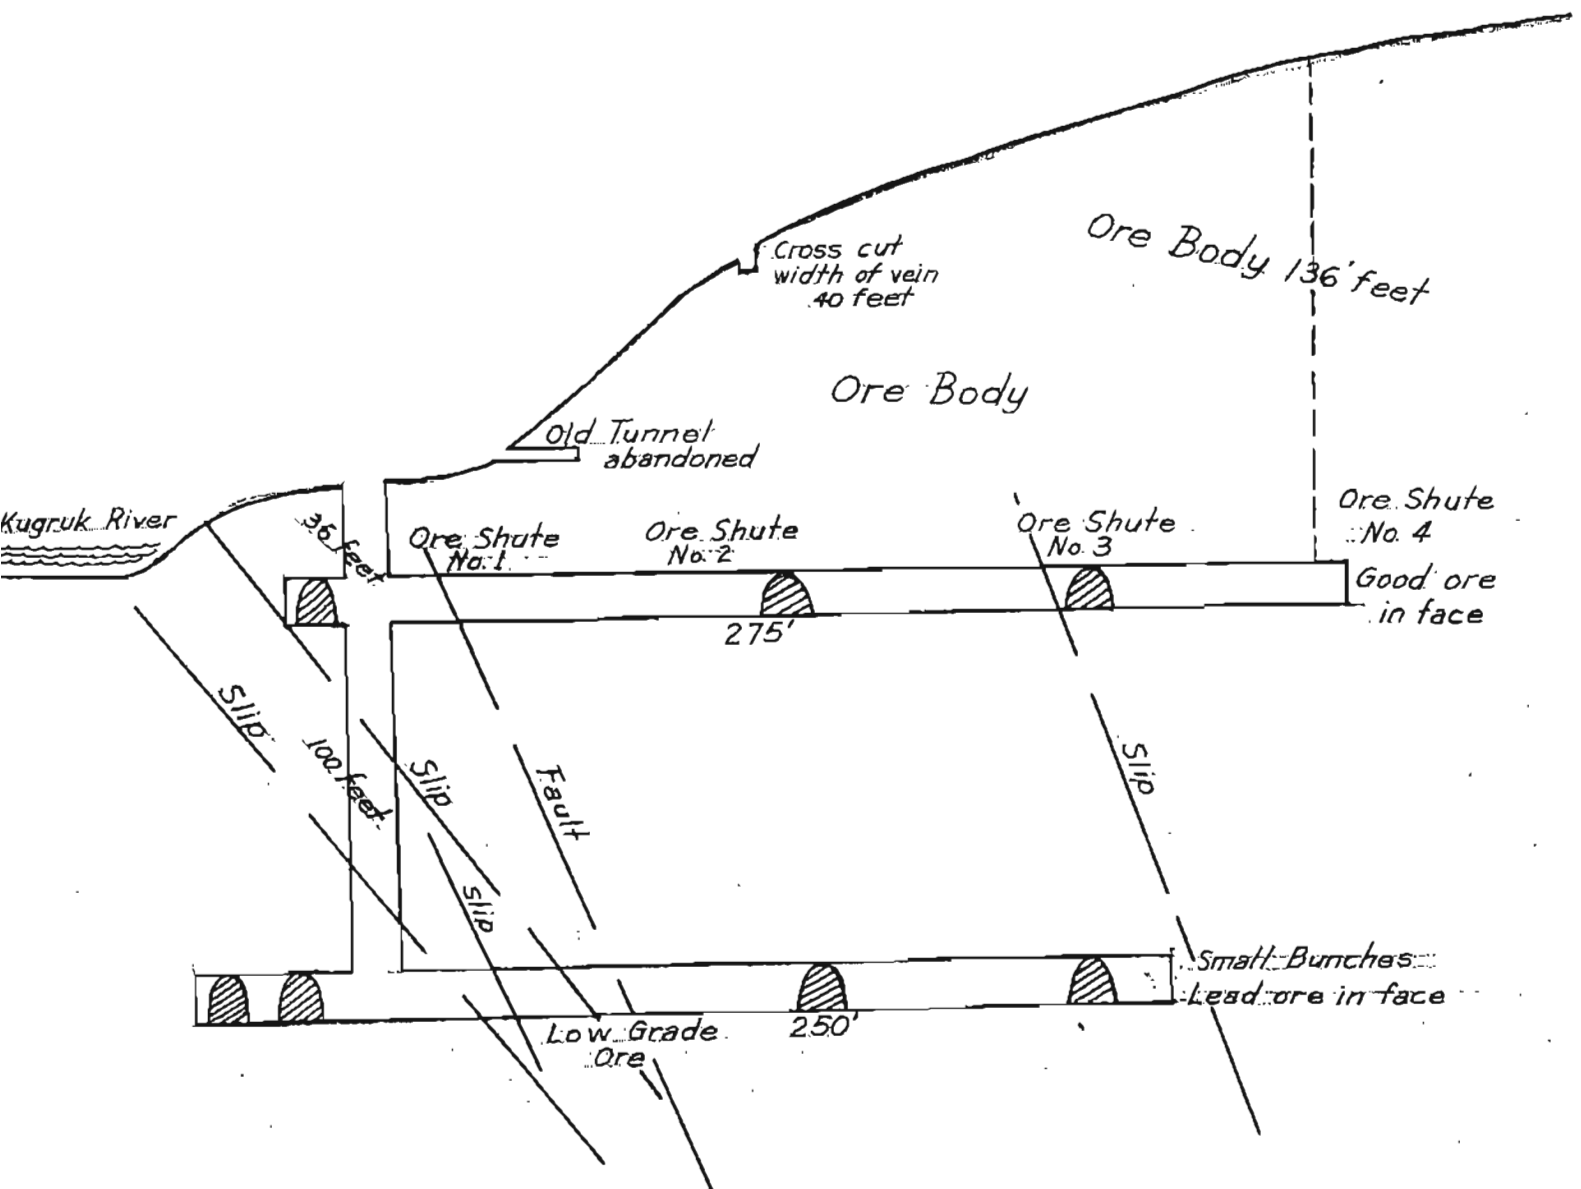 Cross cut
width of vein
40 feet
Ore Body 136' feet
Ore Body
Old Tunnel
abandoned
Kugruk River
36 feet
Ore Shute
No. 1
Ore Shute
No. 2
Ore Shute
No. 3
Ore Shute
No. 4
Good ore
in face
275'
Slip
100 feet
Slip
Fault
Slip
slip
Small Bunches
Lead ore in face
Low Grade
Ore
250'